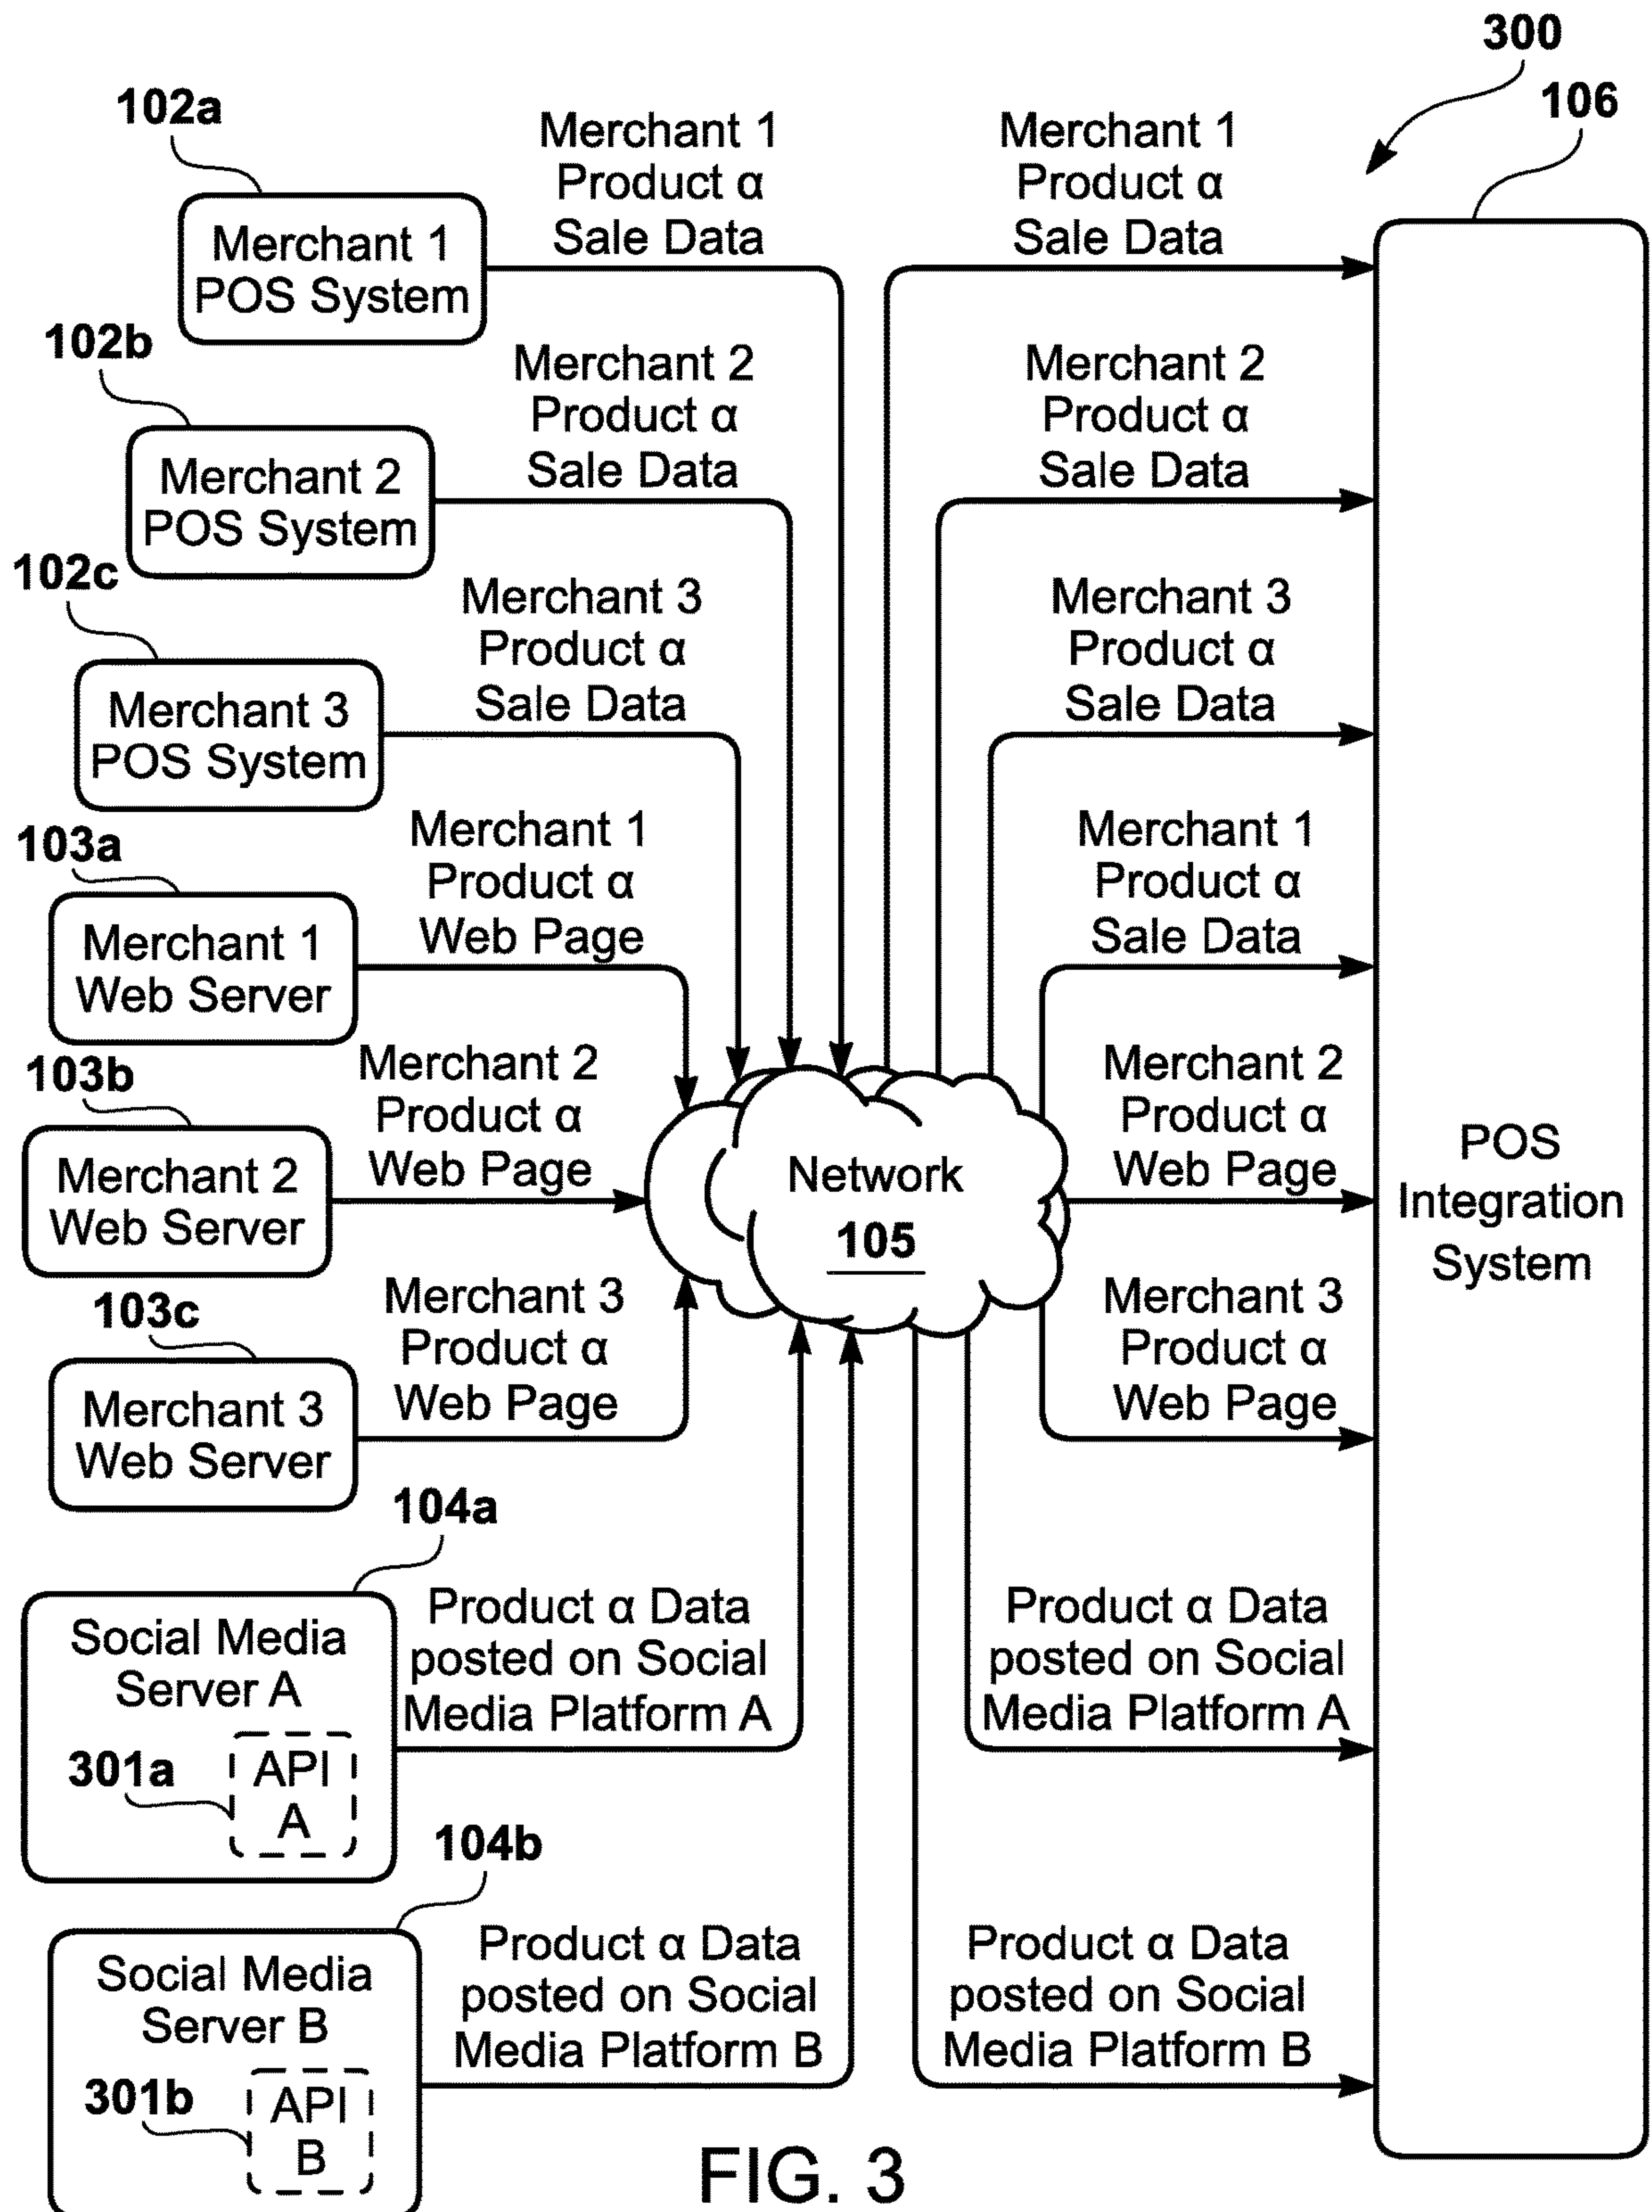 300
106
102a
Merchant 1
POS System
Merchant 1
Product α
Sale Data
Merchant 1
Product α
Sale Data
102b
Merchant 2
POS System
Merchant 2
Product α
Sale Data
Merchant 2
Product α
Sale Data
102c
Merchant 3
POS System
Merchant 3
Product α
Sale Data
Merchant 3
Product α
Sale Data
103a
Merchant 1
Web Server
Merchant 1
Product α
Web Page
Merchant 1
Product α
Sale Data
103b
Merchant 2
Web Server
Merchant 2
Product α
Web Page
Network
105
Merchant 2
Product α
Web Page
POS
Integration
System
103c
Merchant 3
Web Server
Merchant 3
Product α
Web Page
Merchant 3
Product α
Web Page
104a
Social Media
Server A
301a
API
A
Product α Data
posted on Social
Media Platform A
Product α Data
posted on Social
Media Platform A
104b
Social Media
Server B
301b
API
B
Product α Data
posted on Social
Media Platform B
Product α Data
posted on Social
Media Platform B
FIG. 3